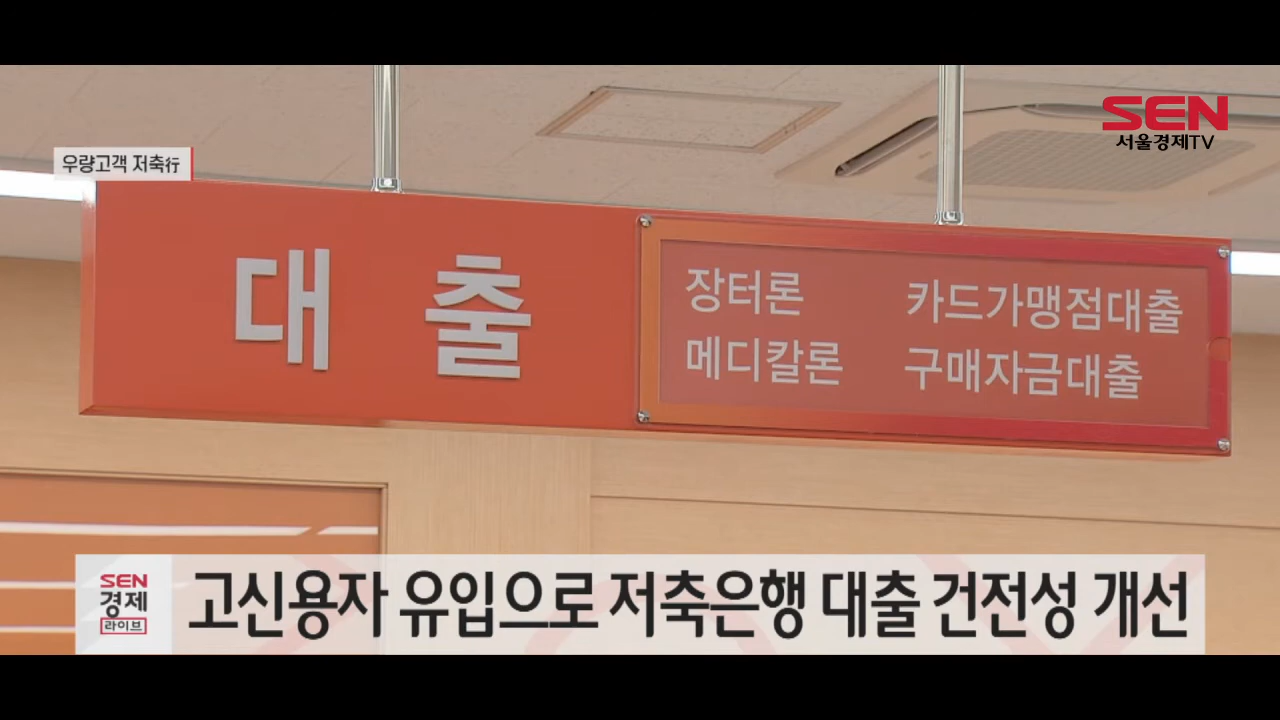 SEN
서울경제TV
우량고객 저축行
대출
장터론 카드가맹점대출
메디칼론 구매자금대출
SEN
경제
라이브
고신용자 유입으로 저축은행 대출 건전성 개선